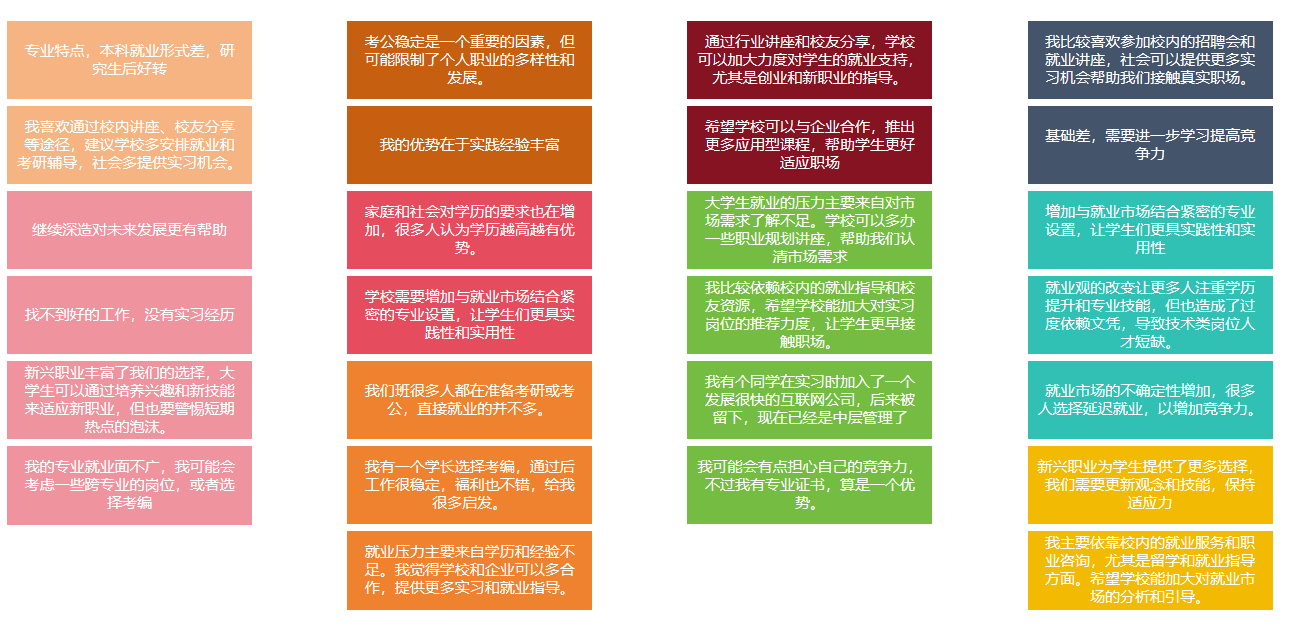 专业特点，本科就业形式差，研
究生后好转
我喜欢通过校内讲座、校友分享
等途径，建议学校多安排就业和
考研辅导，社会多提供实习机会。
继续深造对未来发展更有帮助
找不到好的工作，没有实习经历
新兴职业丰富了我们的选择，大
学生可以通过培养兴趣和新技能
来适应新职业，但也要警惕短期
热点的泡沫。
我的专业就业面不广，我可能会
考虑一些跨专业的岗位，或者选
择考编
考公稳定是一个重要的因素，但
可能限制了个人职业的多样性和
发展。
我的优势在于实践经验丰富
家庭和社会对学历的要求也在增
加，很多人认为学历越高越有优
势。
学校需要增加与就业市场结合紧
密的专业设置，让学生们更具实
践性和实用性
我们班很多人都在准备考研或考
公，直接就业的并不多。
我有一个学长选择考编，通过后
工作很稳定，福利也不错，给我
很多启发。
就业压力主要来自学历和经验不
足。我觉得学校和企业可以多合
作，提供更多实习和就业指导。
通过行业讲座和校友分享，学校
可以加大力度对学生的就业支持，
尤其是创业和新职业的指导。
希望学校可以与企业合作，推出
更多应用型课程，帮助学生更好
适应职场
大学生就业的压力主要来自对市
场需求了解不足。学校可以多办
一些职业规划讲座，帮助我们认
清市场需求
我比较依赖校内的就业指导和校
友资源，希望学校能加大对实习
岗位的推荐力度，让学生更早接
触职场。
我有个同学在实习时加入了一个
发展很快的互联网公司，后来被
留下，现在已经是中层管理了
我可能会有点担心自己的竞争力，
不过我有专业证书，算是一个优
势。
我比较喜欢参加校内的招聘会和
就业讲座，社会可以提供更多实
习机会帮助我们接触真实职场。
基础差，需要进一步学习提高竞
争力
增加与就业市场结合紧密的专业
设置，让学生们更具实践性和实
用性
就业观的改变让更多人注重学历
提升和专业技能，但也造成了过
度依赖文凭，导致技术类岗位人
才短缺。
就业市场的不确定性增加，很多
人选择延迟就业，以增加竞争力。
新兴职业为学生提供了更多选择，
我们需要更新观念和技能，保持
适应力
我主要依靠校内的就业服务和职
业咨询，尤其是留学和就业指导
方面。希望学校能加大对就业市
场的分析和引导。